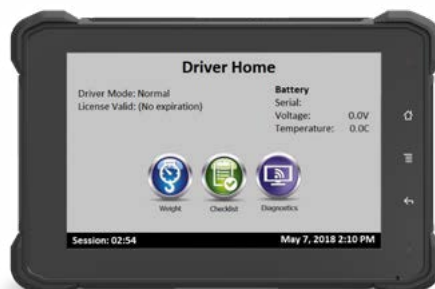 Driver Home
Driver Mode: Normal
License Valid: (No expiration)
Battery
Serial:
Voltage: 0.0V
Temperature: 0.0C
Weight
Checklist
Diagnostics
Session: 02:54
May 7, 2018 2:10 PM